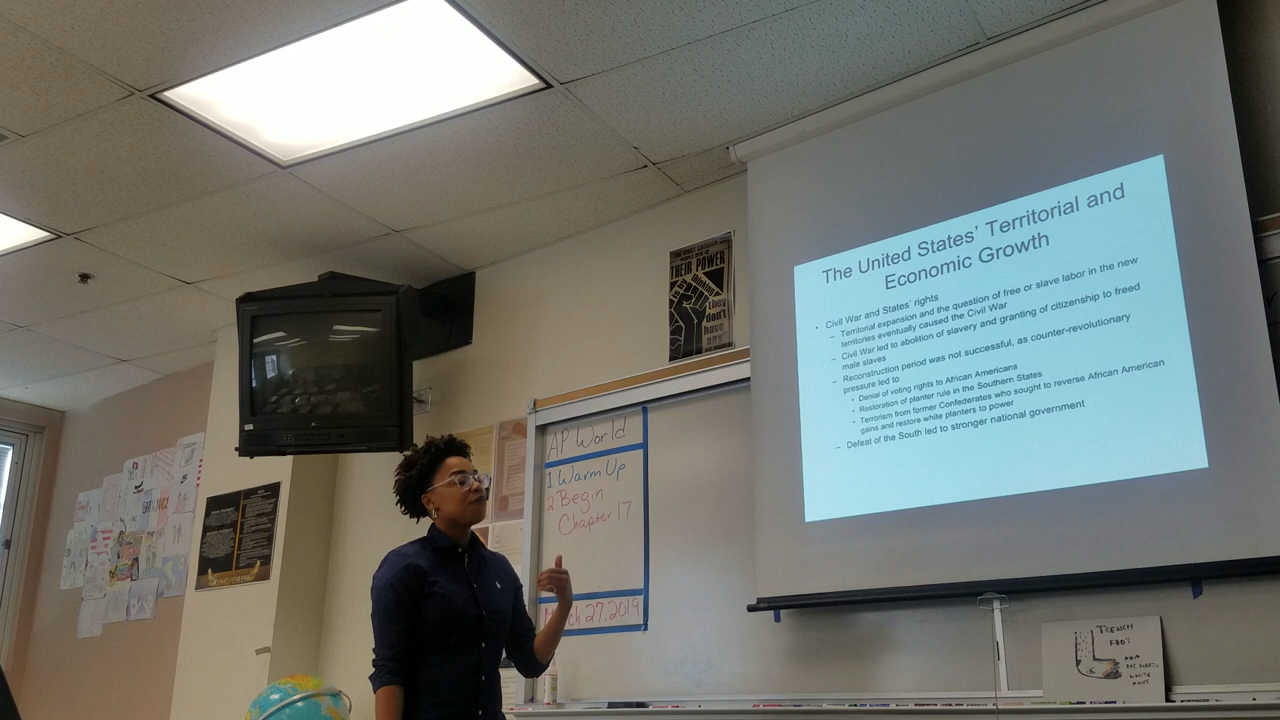 THEIR POWER
they
don't
have
any
The United States' Territorial and
Economic Growth
• Civil War and States' rights
– Territorial expansion and the question of free or slave labor in the new
territories eventually caused the Civil War
– Civil War led to abolition of slavery and granting of citizenship to freed
male slaves
– Reconstruction period was not successful, as counter-revolutionary
pressure led to
• Denial of voting rights to African Americans
• Restoration of planter rule in the Southern States
• Terrorism from former Confederates who sought to reverse African American
gains and restore white planters to power
– Defeat of the South led to stronger national government
AP World
1 Warm Up
2 Begin
Chapter 17
March 27, 2019
TRENCH
FOOT
AKA